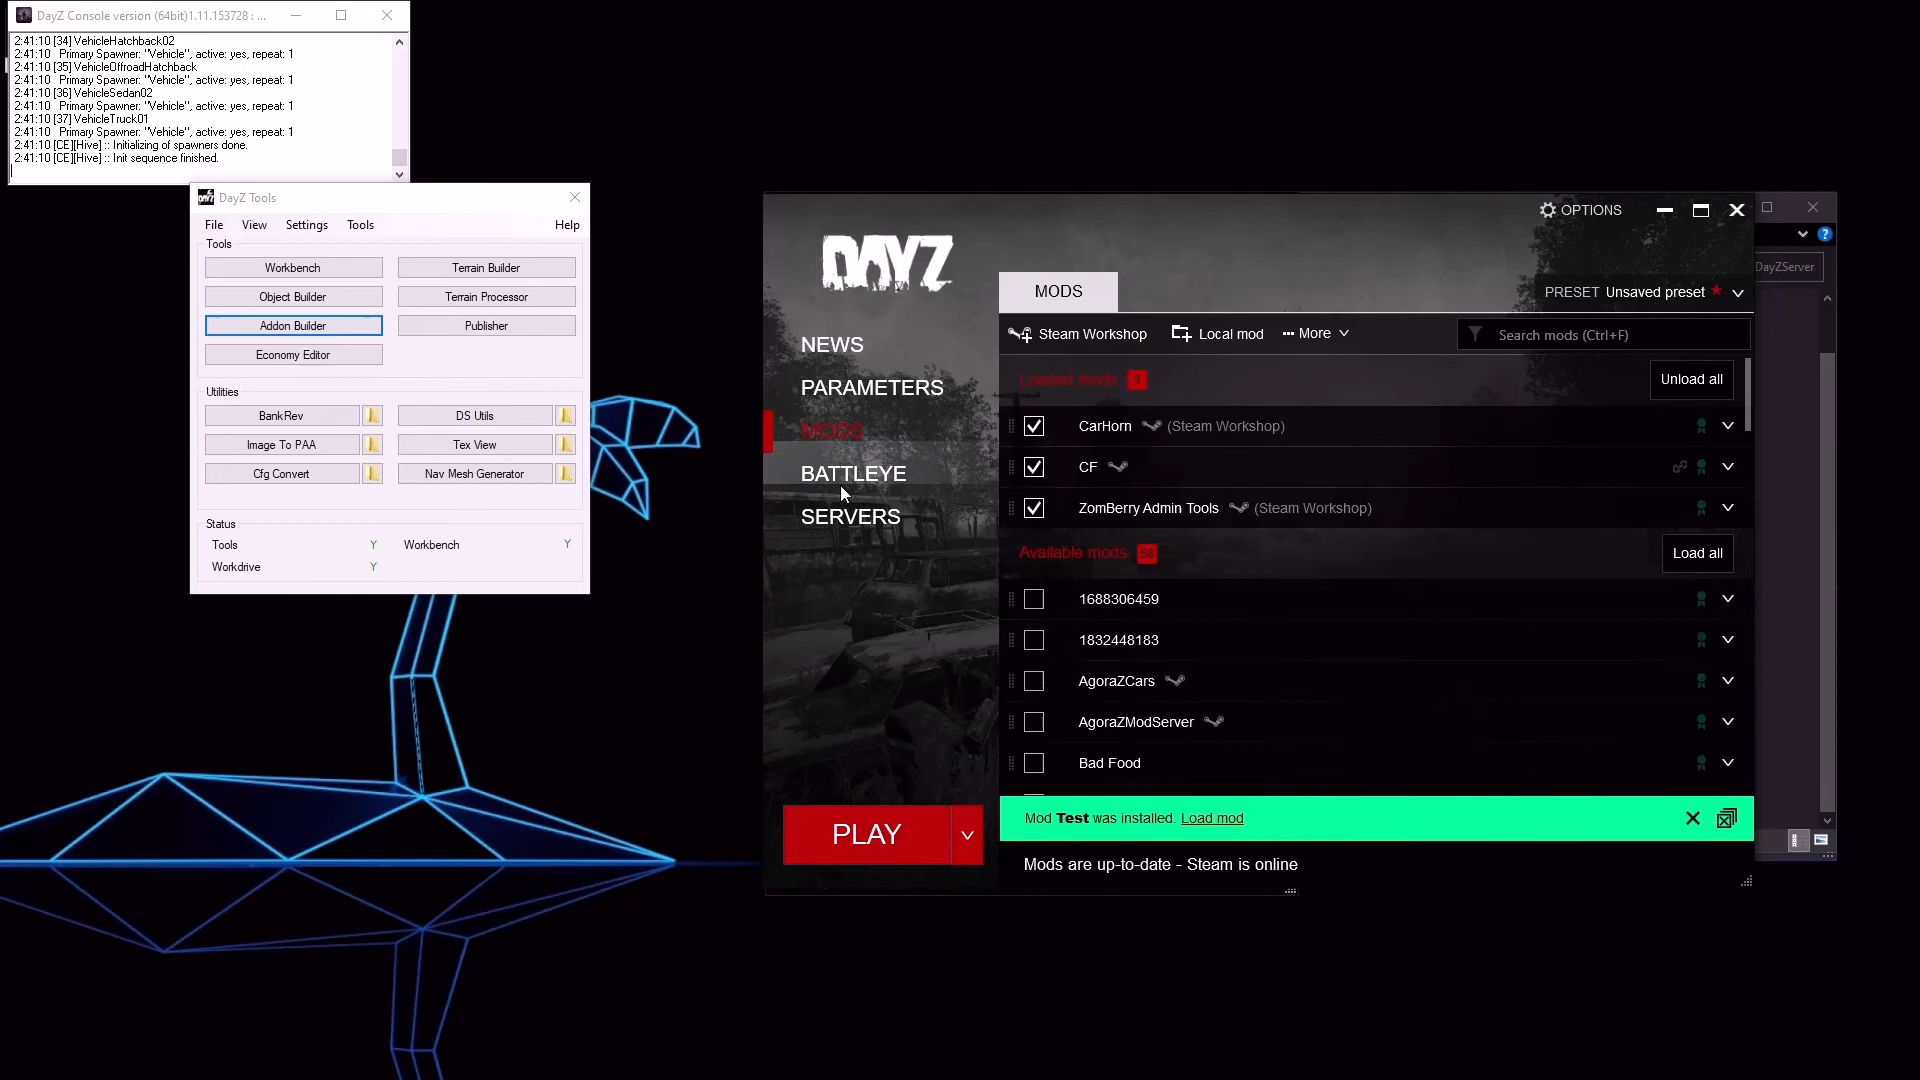 DayZ Console version (64bit)1.11.153728 : ...
2:41:10 [34] VehicleHatchback02
2:41:10 Primary Spawner: "Vehicle", active: yes, repeat: 1
2:41:10 [35] VehicleOffroadHatchback
2:41:10 Primary Spawner: "Vehicle", active: yes, repeat: 1
2:41:10 [36] VehicleSedan02
2:41:10 Primary Spawner: "Vehicle", active: yes, repeat: 1
2:41:10 [37] VehicleTruck01
2:41:10 Primary Spawner: "Vehicle", active: yes, repeat: 1
2:41:10 [CE][Hive] :: Initializing of spawners done.
2:41:10 [CE][Hive] :: Init sequence finished.
DayZ Tools
File View Settings Tools Help
Tools
Workbench Terrain Builder
Object Builder Terrain Processor
Addon Builder Publisher
Economy Editor
Utilities
BankRev DS Utils
Image To PAA Tex View
Cfg Convert Nav Mesh Generator
Status
Tools Y Workbench Y
Workdrive Y
DAYZ
NEWS
PARAMETERS
MODS
BATTLEYE
SERVERS
PLAY
OPTIONS
MODS
PRESET Unsaved preset *
Steam Workshop Local mod ··· More Search mods (Ctrl+F)
Loaded mods 3 Unload all
CarHorn (Steam Workshop)
CF
ZomBerry Admin Tools (Steam Workshop)
Available mods 56 Load all
1688306459
1832448183
AgoraZCars
AgoraZModServer
Bad Food
Mod Test was installed. Load mod
Mods are up-to-date - Steam is online
DayZServer